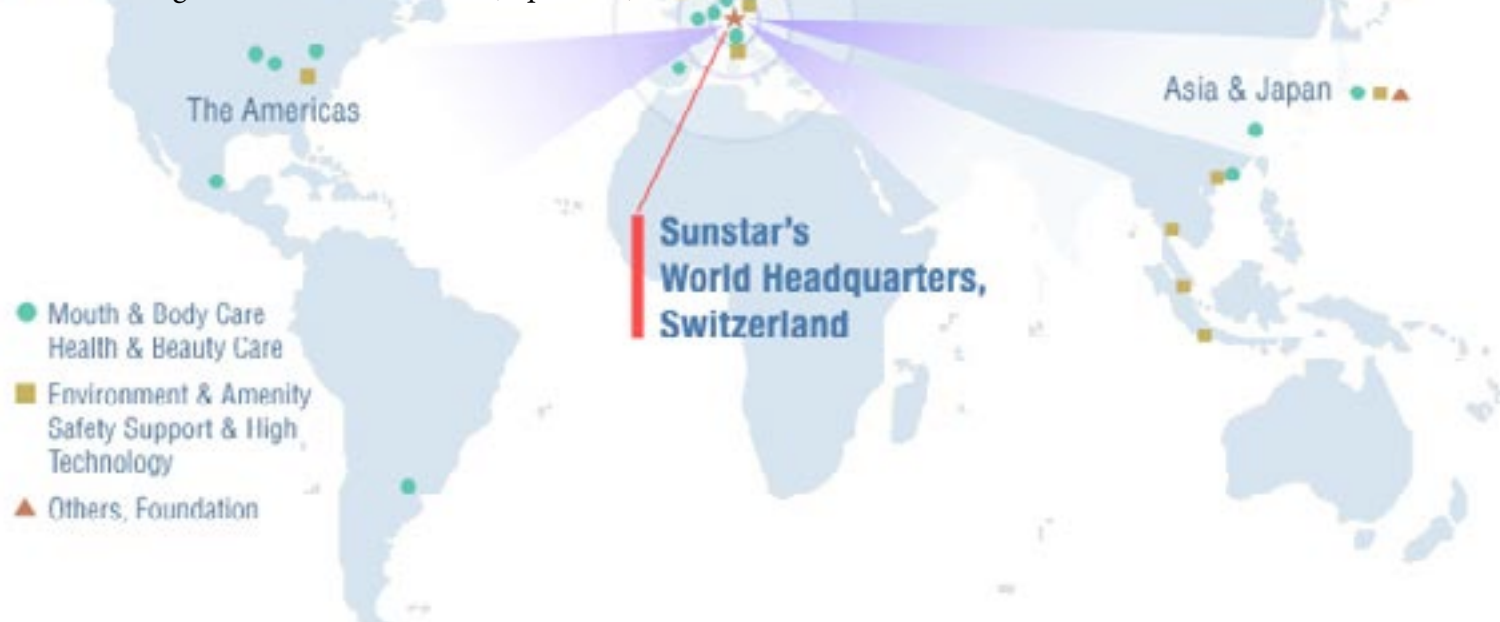 The Americas
Asia & Japan
Sunstar's
World Headquarters,
Switzerland
Mouth & Body Care
Health & Beauty Care
Environment & Amenity
Safety Support & High
Technology
Others, Foundation